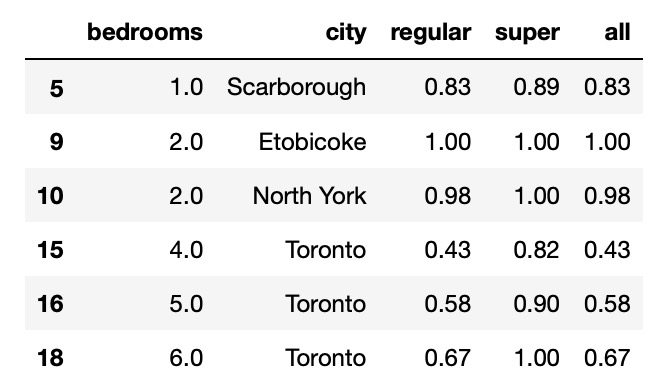 bedrooms city regular super all
5 1.0 Scarborough 0.83 0.89 0.83
9 2.0 Etobicoke 1.00 1.00 1.00
10 2.0 North York 0.98 1.00 0.98
15 4.0 Toronto 0.43 0.82 0.43
16 5.0 Toronto 0.58 0.90 0.58
18 6.0 Toronto 0.67 1.00 0.67